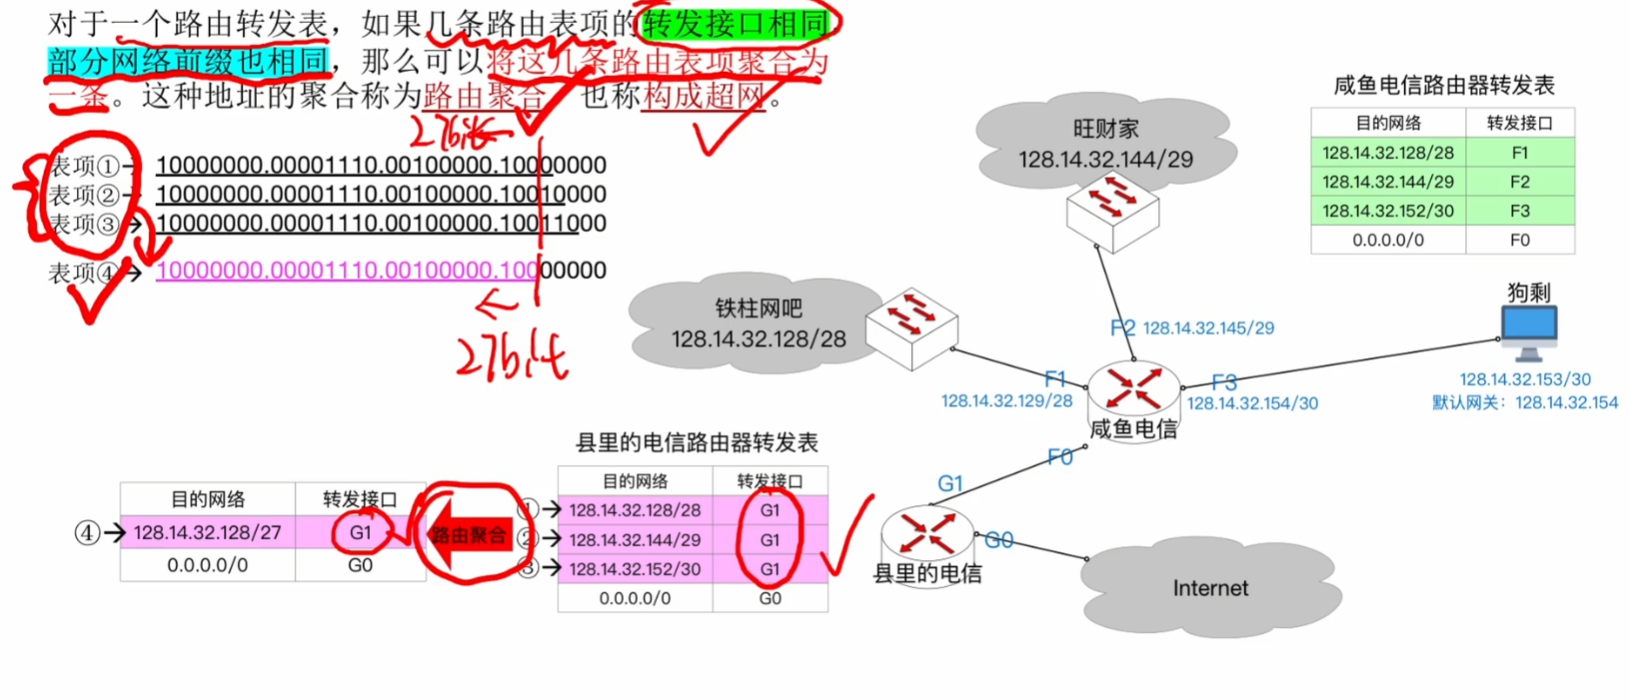 对于一个路由转发表，如果几条路由表项的转发接口相同，
部分网络前缀也相同，那么可以将这几条路由表项聚合为
一条。这种地址的聚合称为路由聚合，也称构成超网。
27bit
表项①→ 10000000.00001110.00100000.10000000
表项②→ 10000000.00001110.00100000.10010000
表项③→ 10000000.00001110.00100000.10011000
表项④→ 10000000.00001110.00100000.10000000
27bit
咸鱼电信路由器转发表
目的网络 转发接口
128.14.32.128/28 F1
128.14.32.144/29 F2
128.14.32.152/30 F3
0.0.0.0/0 F0
旺财家
128.14.32.144/29
铁柱网吧
128.14.32.128/28
F2 128.14.32.145/29
F1
128.14.32.129/28
F3
128.14.32.154/30
咸鱼电信
狗剩
128.14.32.153/30
默认网关：128.14.32.154
F0
G1
G0
县里的电信
Internet
县里的电信路由器转发表
目的网络 转发接口
①→ 128.14.32.128/28 G1
②→ 128.14.32.144/29 G1
③→ 128.14.32.152/30 G1
0.0.0.0/0 G0
路由聚合
目的网络 转发接口
④→ 128.14.32.128/27 G1
0.0.0.0/0 G0